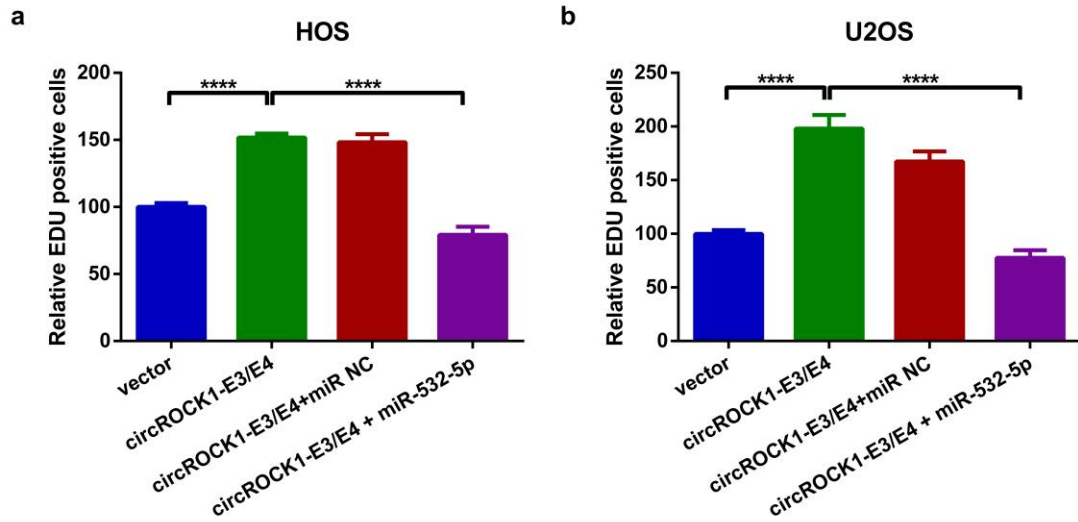 a
HOS
Relative EDU positive cells
200
150
100
50
0
****
****
vector
circROCK1-E3/E4
circROCK1-E3/E4+miR NC
circROCK1-E3/E4 + miR-532-5p
b
U2OS
Relative EDU positive cells
250
200
150
100
50
0
****
****
vector
circROCK1-E3/E4
circROCK1-E3/E4+miR NC
circROCK1-E3/E4 + miR-532-5p